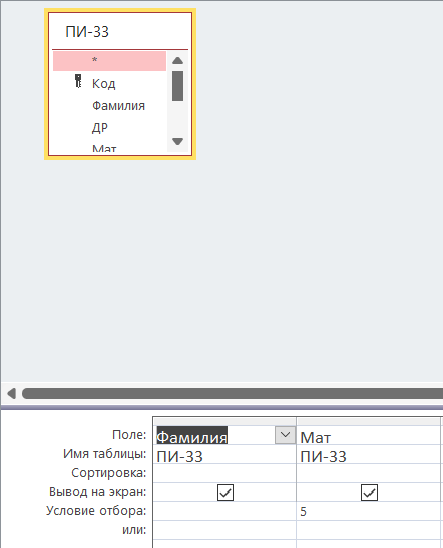 ПИ-33
*
Код
Фамилия
ДР
Мат
Поле: Фамилия Мат
Имя таблицы: ПИ-33 ПИ-33
Сортировка:
Вывод на экран:
Условие отбора: 5
или: